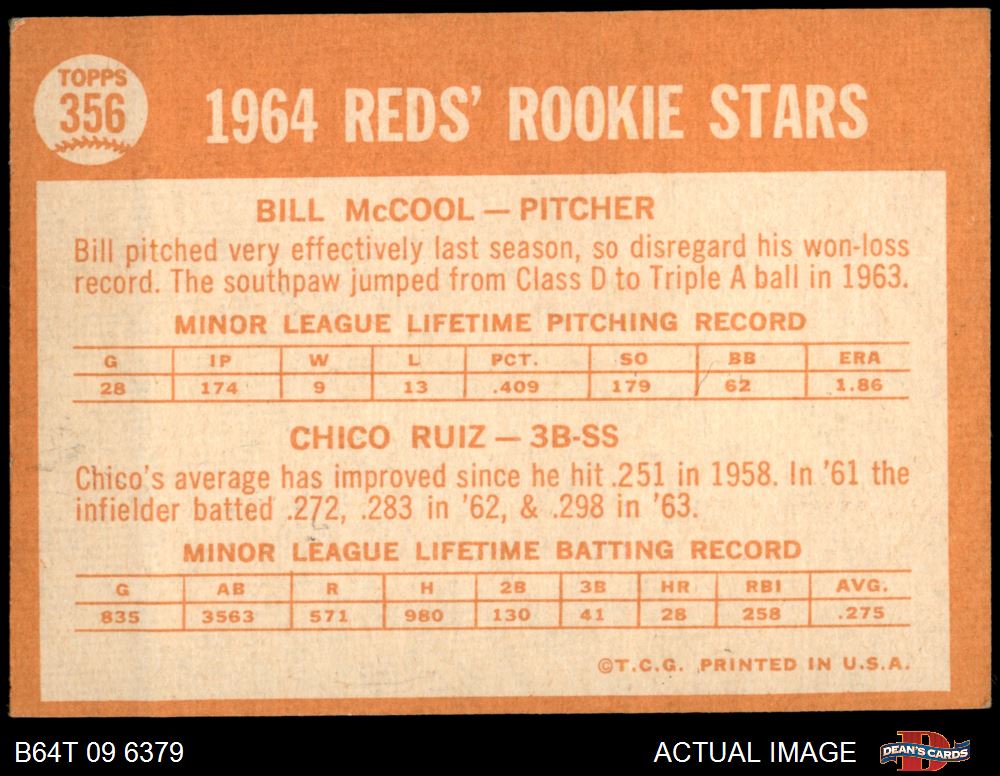 TOPPS
356
1964 REDS' ROOKIE STARS
BILL McCOOL — PITCHER
Bill pitched very effectively last season, so disregard his won-loss
record. The southpaw jumped from Class D to Triple A ball in 1963.
MINOR LEAGUE LIFETIME PITCHING RECORD
G IP W L PCT. SO BB ERA
28 174 9 13 .409 179 62 1.86
CHICO RUIZ — 3B-SS
Chico's average has improved since he hit .251 in 1958. In '61 the
infielder batted .272, .283 in '62, & .298 in '63.
MINOR LEAGUE LIFETIME BATTING RECORD
G AB R H 2B 3B HR RBI AVG.
835 3563 571 980 130 41 28 258 .275
©T.C.G. PRINTED IN U.S.A.
B64T 09 6379
ACTUAL IMAGE
DEAN'S CARDS